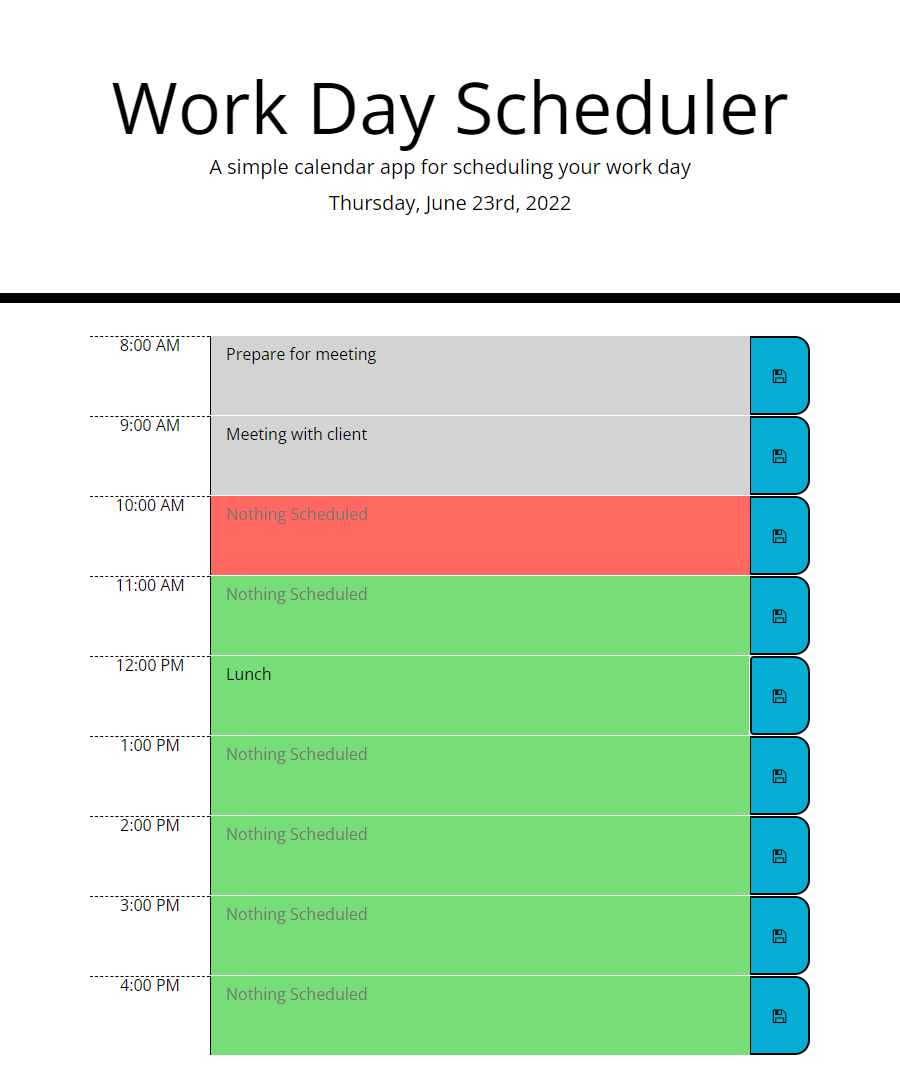 Work Day Scheduler
A simple calendar app for scheduling your work day
Thursday, June 23rd, 2022
8:00 AM Prepare for meeting
9:00 AM Meeting with client
10:00 AM Nothing Scheduled
11:00 AM Nothing Scheduled
12:00 PM Lunch
1:00 PM Nothing Scheduled
2:00 PM Nothing Scheduled
3:00 PM Nothing Scheduled
4:00 PM Nothing Scheduled